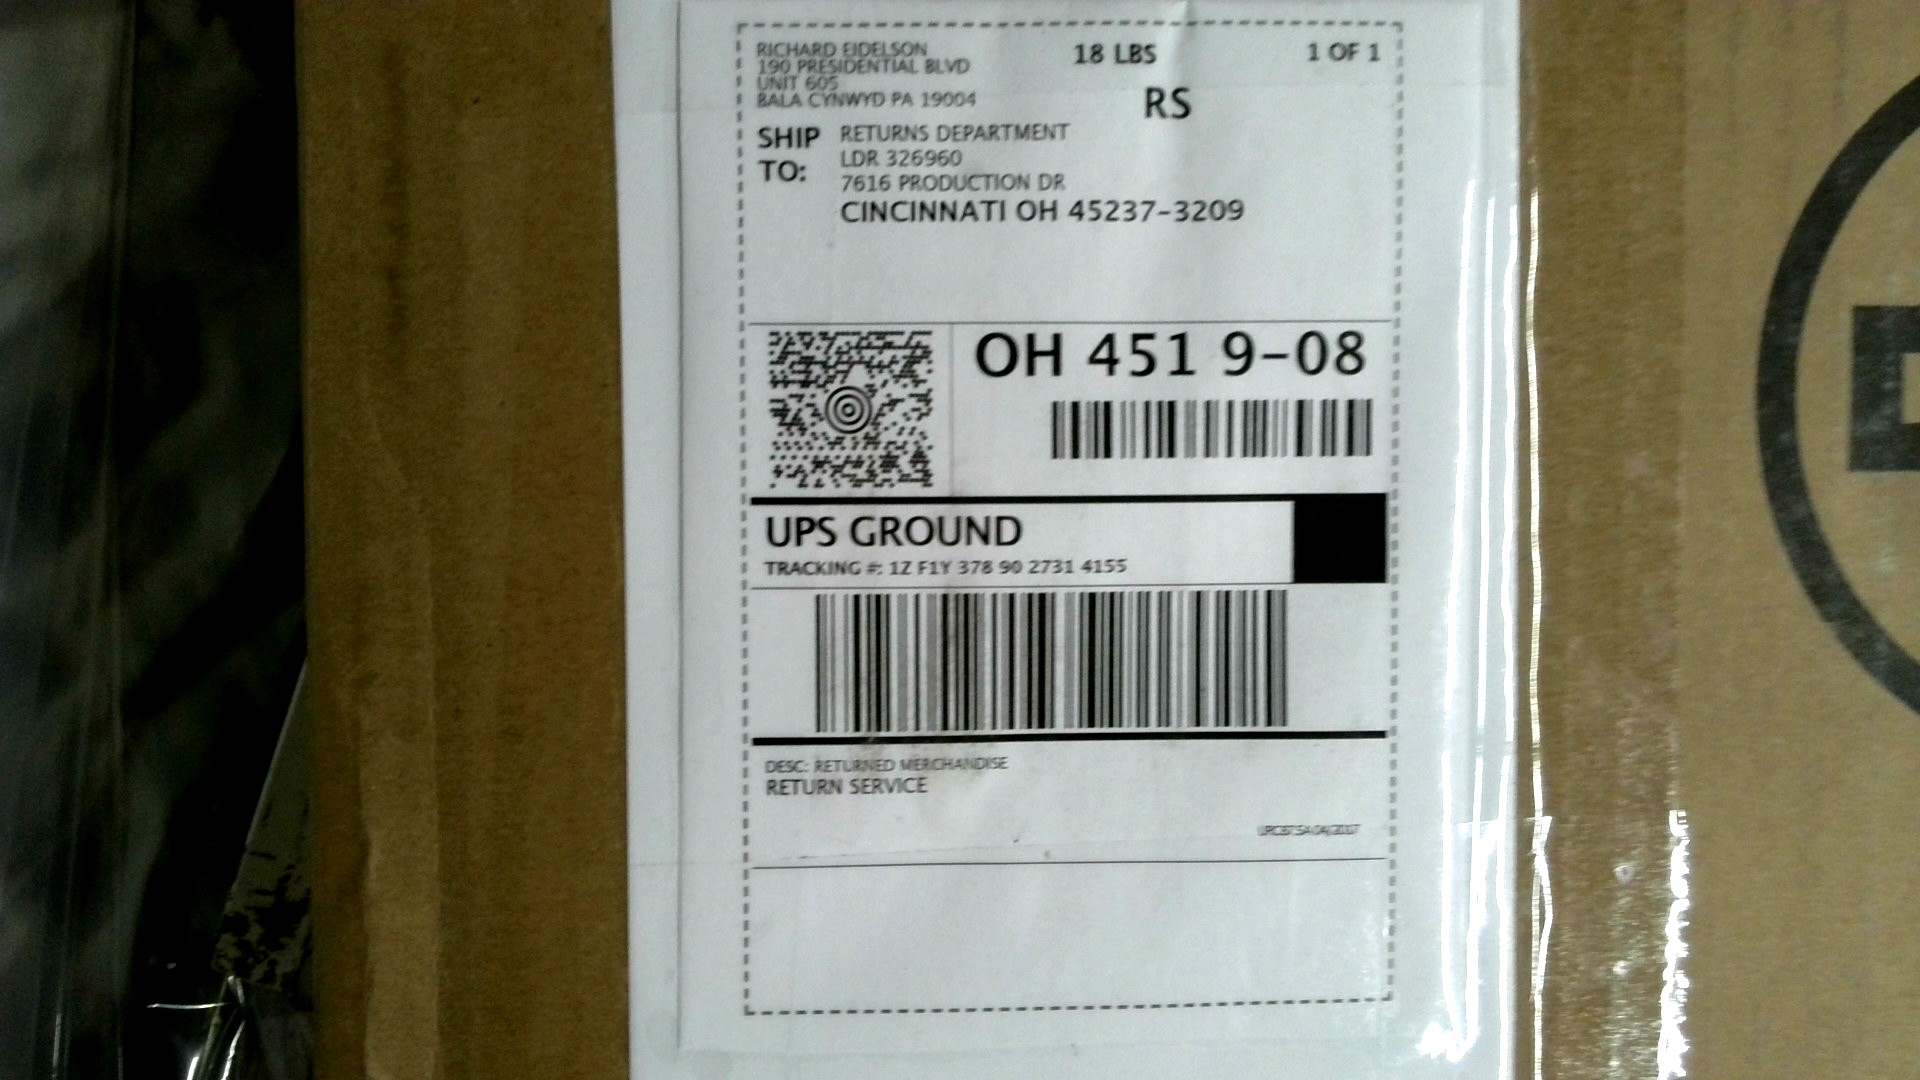 RICHARD EIDELSON
190 PRESIDENTIAL BLVD
UNIT 605
BALA CYNWYD PA 19004
18 LBS
1 OF 1
RS
SHIP TO:
RETURNS DEPARTMENT
LDR 326960
7616 PRODUCTION DR
CINCINNATI OH 45237-3209
OH 451 9-08
UPS GROUND
TRACKING #: 1Z F1Y 378 90 2731 4155
DESC: RETURNED MERCHANDISE
RETURN SERVICE